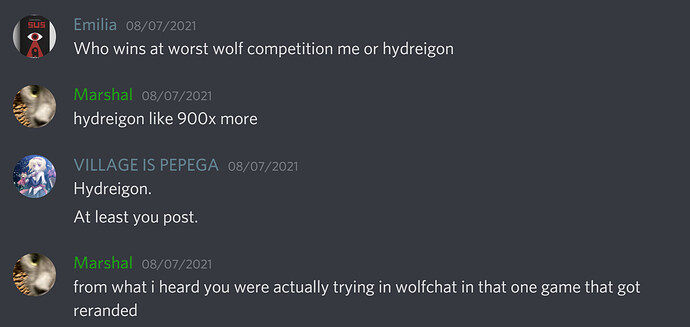 SUS
Emilia 08/07/2021
Who wins at worst wolf competition me or hydreigon
Marshal 08/07/2021
hydreigon like 900x more
VILLAGE IS PEPEGA 08/07/2021
Hydreigon.
At least you post.
Marshal 08/07/2021
from what i heard you were actually trying in wolfchat in that one game that got
reranded